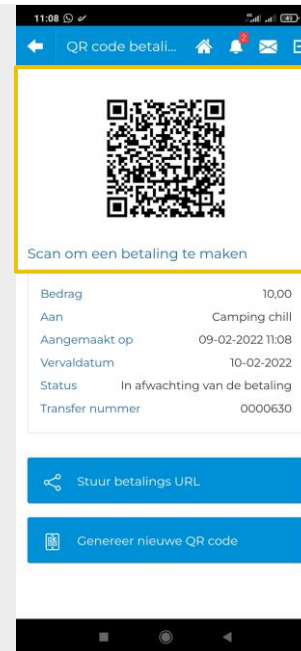 11:08
QR code betali...
2
Scan om een betaling te maken
Bedrag 10,00
Aan Camping chill
Aangemaakt op 09-02-2022 11:08
Vervaldatum 10-02-2022
Status In afwachting van de betaling
Transfer nummer 0000630
Stuur betalings URL
Genereer nieuwe QR code